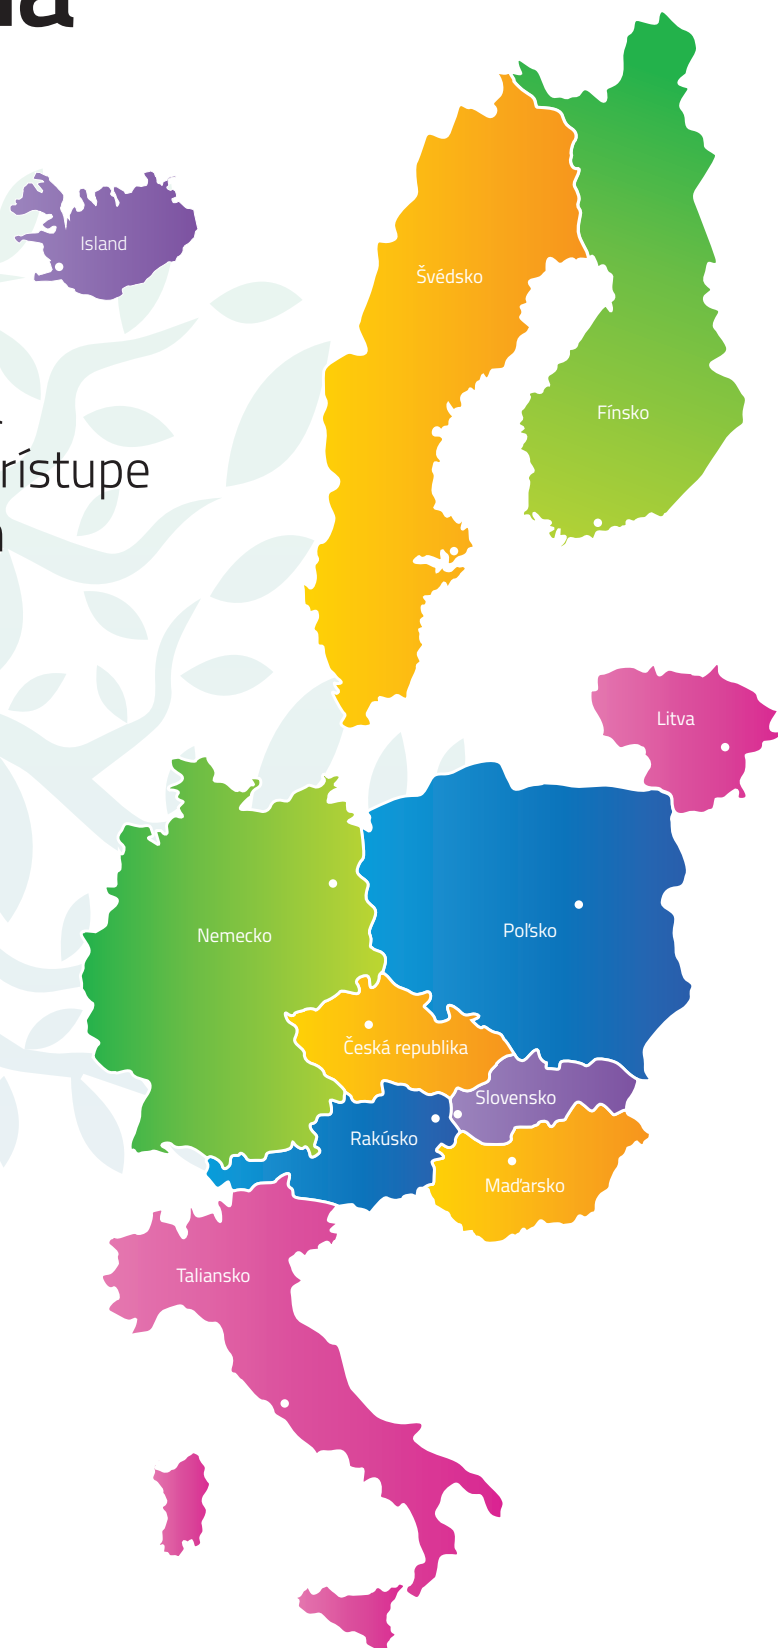 Island
Švédsko
Fínsko
rístupe
Litva
Nemecko
Poľsko
Česká republika
Slovensko
Rakúsko
Maďarsko
Taliansko